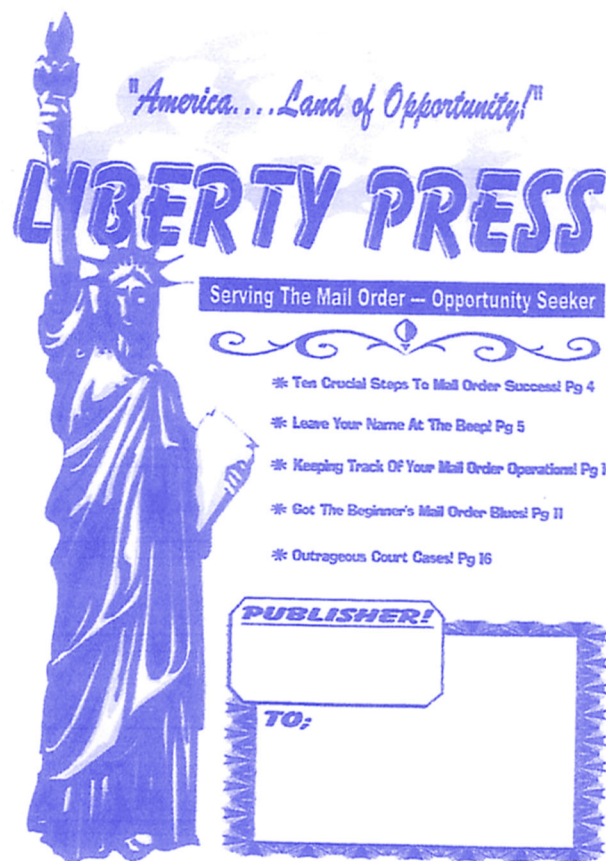 "America....Land of Opportunity!"
LIBERTY PRESS
Serving The Mail Order — Opportunity Seeker
* Ten Crucial Steps To Mail Order Success! Pg 4
* Leave Your Name At The Beep! Pg 5
* Keeping Track Of Your Mail Order Operations! Pg
* Got The Beginner's Mail Order Blues! Pg 11
* Outrageous Court Cases! Pg 16
PUBLISHER!
TO;